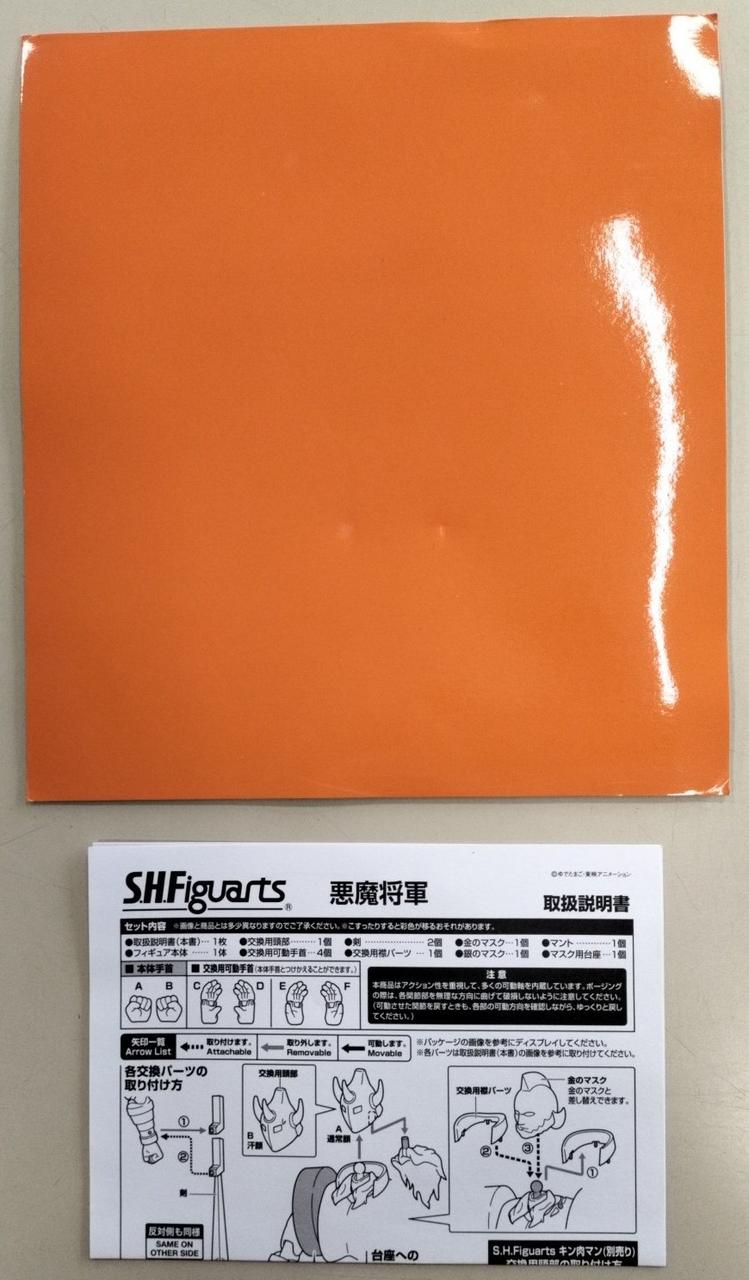 S.H.Figuarts® 悪魔将軍
©ゆでたまご・東映アニメーション
取扱説明書
セット内容 ※画像と商品とは多少異なりますのでご了承ください。※こすったりすると彩色が移るおそれがあります。
●取扱説明書(本書)… 1枚 ●交換用頭部……… 1個 ●剣 ……………… 2個 ●金のマスク… 1個 ●マント ………… 1個
●フィギュア本体 …… 1体 ●交換用可動手首… 4個 ●交換用襟パーツ … 1個 ●銀のマスク… 1個 ●マスク用台座… 1個
■ 本体手首
A B
■ 交換用可動手首(本体手首とつけかえることができます。)
C D E F
注意
本商品はアクション性を重視して、多くの可動軸を内蔵しています。ポージング
の際は、各関節部を無理な方向に曲げて破損しないように注意してください。
(可動させた関節を戻すときも、各部の可動方向を確認しながら、ゆっくりと戻し
てください。)
矢印一覧
Arrow List
取り付けます。
Attachable
取り外します。
Removable
可動します。
Movable
※パッケージの画像を参考にディスプレイしてください。
※各パーツは取扱説明書(本書)の画像を参考に取り付けてください。
各交換パーツの
取り付け方
①
②
剣
反対側も同様
SAME ON
OTHER SIDE
交換用頭部
B
汗顔
A
通常顔
台座への
交換用襟パーツ
金のマスク
金のマスクと
差し替えできます。
②
③
①
S.H.Figuarts キン肉マン(別売り)
交換用頭部の取り付け方